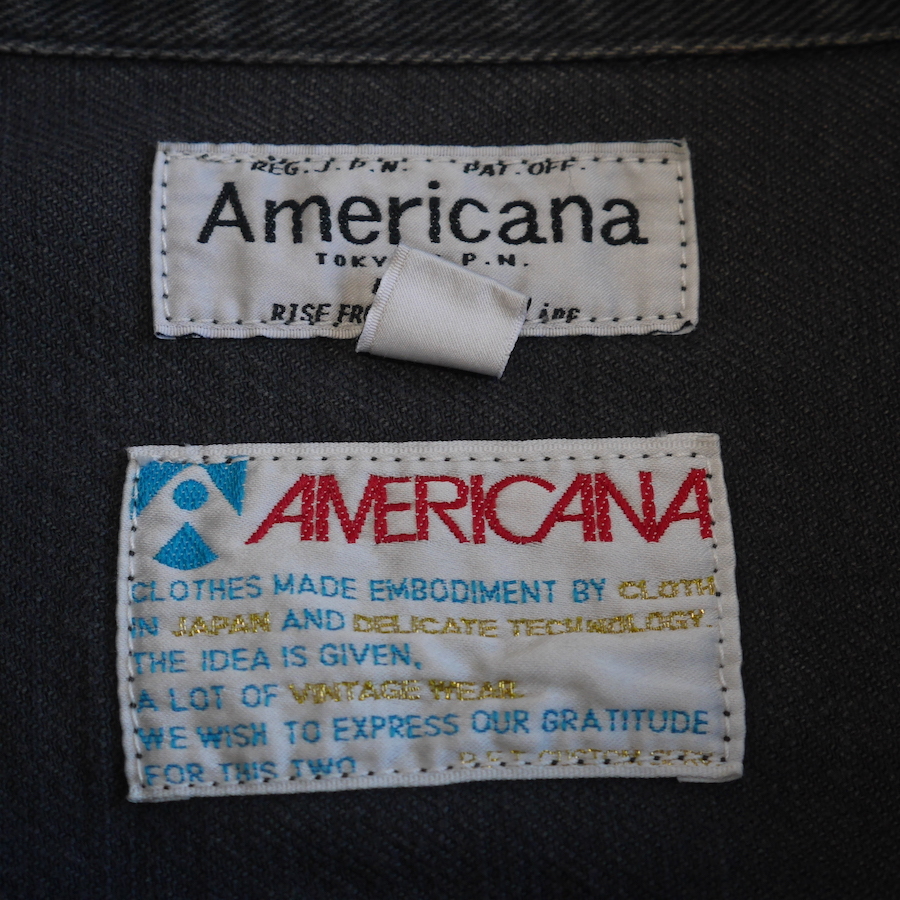 REG. J.P.N. PAT. OFF.
Americana
P.N.
RISE
AMERICANA
CLOTHES MADE EMBODIMENT BY CLOTH
IN JAPAN AND DELICATE TECHNOLOGY.
THE IDEA IS GIVEN,
A LOT OF VINTAGE WEAR.
WE WISH TO EXPRESS OUR GRATITUDE
FOR THIS TWO